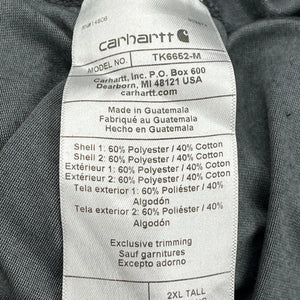 carhartt
MODEL NO. TK6652-M
Carhartt, Inc. P.O. Box 600
Dearborn, MI 48121 USA
carhartt.com
Made in Guatemala
Fabriqué au Guatemala
Hecho en Guatemala
Shell 1: 60% Polyester / 40% Cotton
Shell 2: 60% Polyester / 40% Cotton
Extérieur 1: 60% Polyester / 40% Coton
Extérieur 2: 60% Polyester / 40% Coton
Tela exterior 1: 60% Poliéster / 40%
Algodón
Tela exterior 2: 60% Poliéster / 40%
Algodón
Exclusive trimming
Sauf garnitures
Excepto adorno
2XL TALL